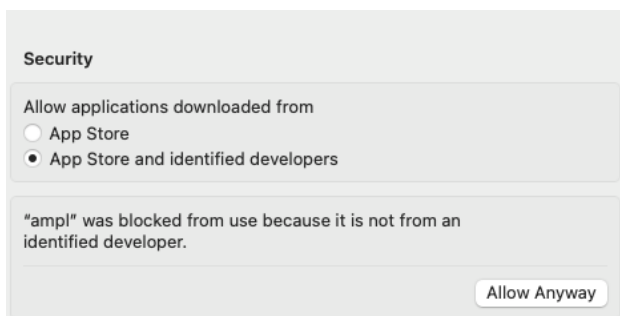 Security
Allow applications downloaded from
App Store
App Store and identified developers
“ampl” was blocked from use because it is not from an
identified developer.
Allow Anyway